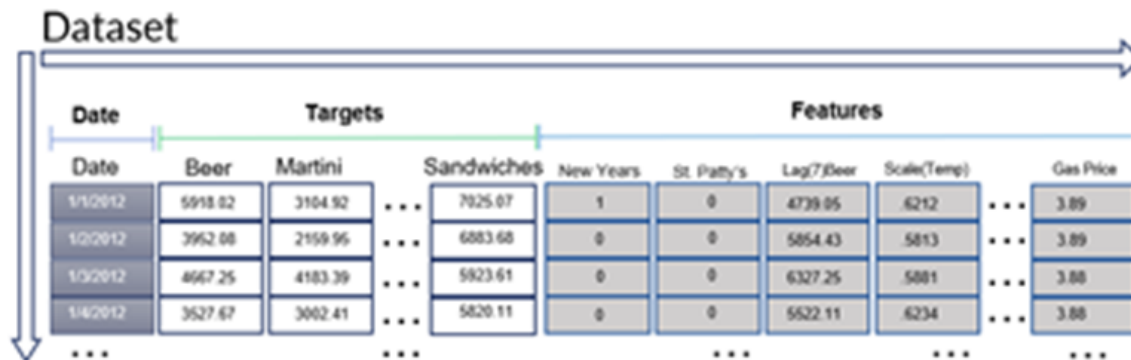 Dataset
Date Targets Features
Date Beer Martini Sandwiches New Years St. Patty's Lag(7)Beer Scale(Temp) Gas Price
1/1/2012 5918.02 3104.92 ... 7025.07 1 0 4739.05 .6212 ... 3.89
1/2/2012 3952.08 2159.95 ... 6883.68 0 0 5854.43 .5813 ... 3.89
1/3/2012 4667.25 4183.39 ... 5923.61 0 0 6327.25 .5881 ... 3.88
1/4/2012 3527.67 3002.41 ... 5820.11 0 0 5522.11 .6234 ... 3.88
... ... ... ... ...